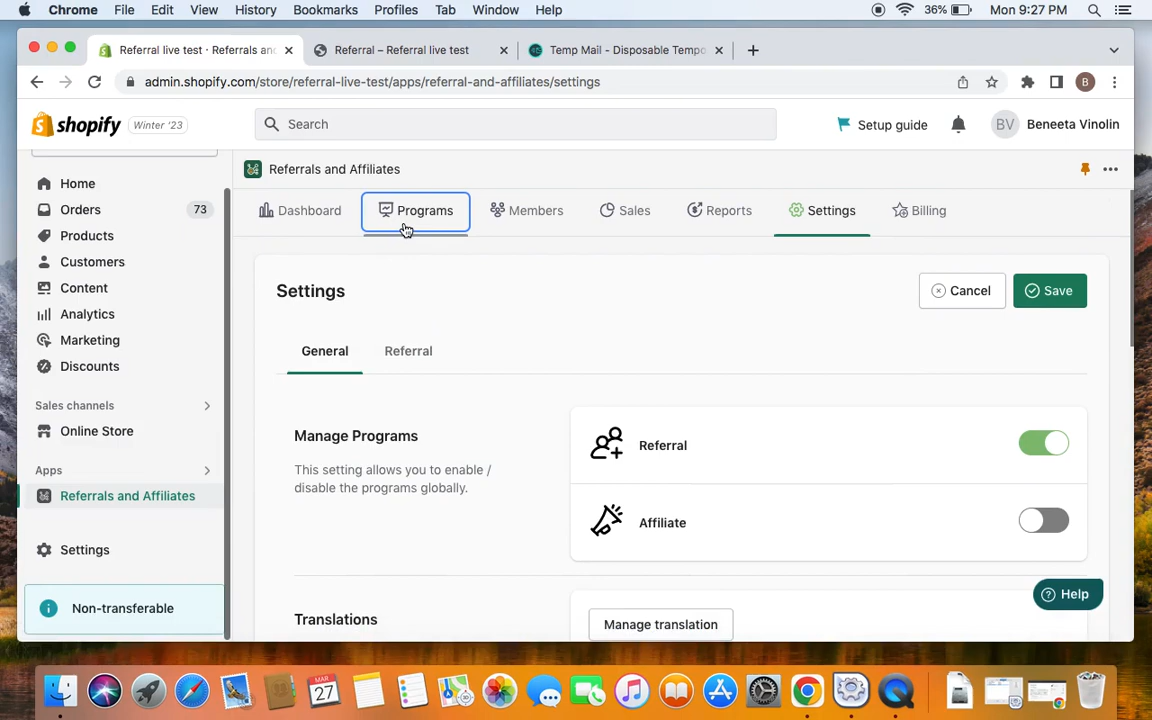 Chrome File Edit View History Bookmarks Profiles Tab Window Help 36% Mon 9:27 PM
Referral live test · Referrals and Referral – Referral live test Temp Mail - Disposable Tempo
admin.shopify.com/store/referral-live-test/apps/referral-and-affiliates/settings B
shopify Winter '23 Search Setup guide BV Beneeta Vinolin
Referrals and Affiliates
Home
Orders 73
Products
Customers
Content
Analytics
Marketing
Discounts
Sales channels
Online Store
Apps
Referrals and Affiliates
Settings
Non-transferable
Dashboard Programs Members Sales Reports Settings Billing
Settings Cancel Save
General Referral
Manage Programs
This setting allows you to enable /
disable the programs globally.
Referral
Affiliate
Translations
Manage translation
Help
MAR
27